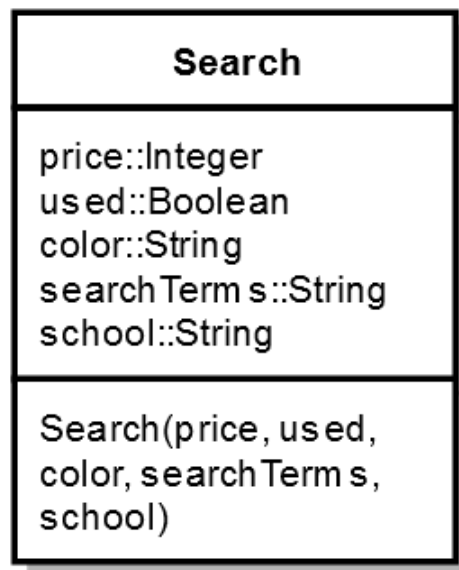 Search
price::Integer
used::Boolean
color::String
searchTerms::String
school::String
Search(price, used,
color, searchTerms,
school)